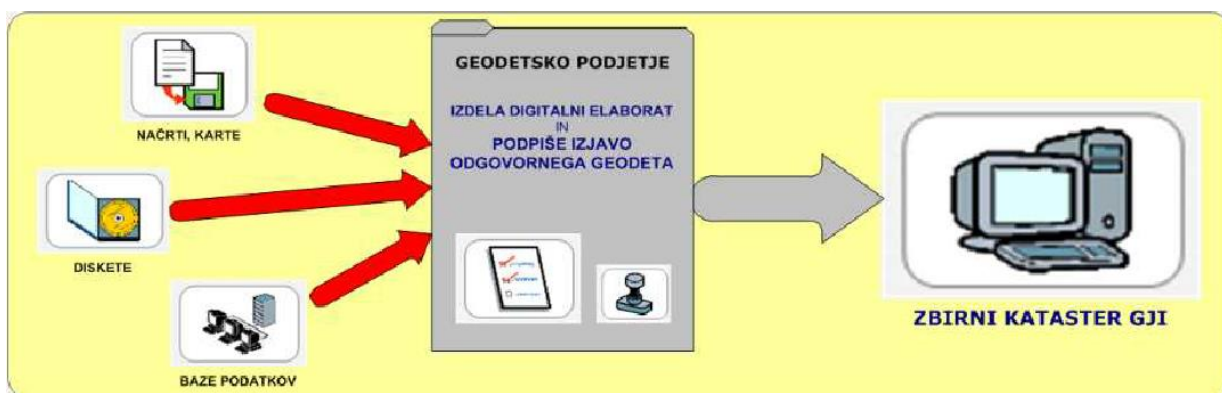 NAČRTI, KARTE
DISKETE
BAZE PODATKOV
GEODETSKO PODJETJE
IZDELA DIGITALNI ELABORAT
IN
PODPIŠE IZJAVO
ODGOVORNEGA GEODETA
ZBIRNI KATASTER GJI